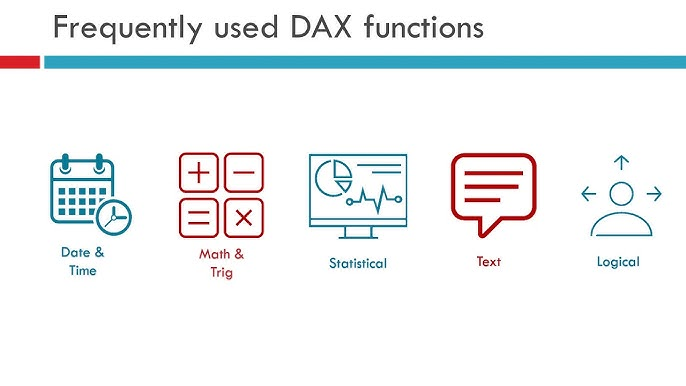 Frequently used DAX functions
Date &
Time
Math &
Trig
Statistical
Text
Logical